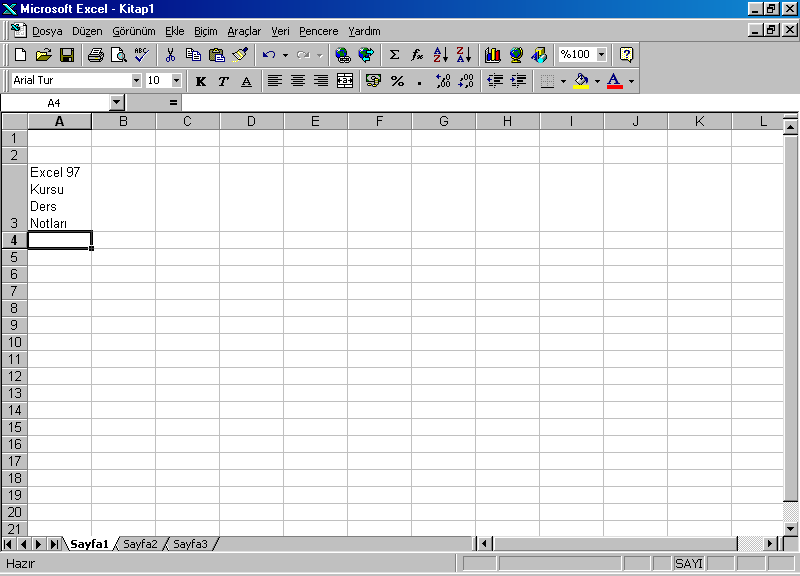 Microsoft Excel - Kitap1
Dosya Düzen Görünüm Ekle Biçim Araçlar Veri Pencere Yardım
%100
Arial Tur 10 K T A %
A4 =
A B C D E F G H I J K L
1
2
Excel 97
Kursu
Ders
3 Notları
4
5
6
7
8
9
10
11
12
13
14
15
16
17
18
19
20
21
Sayfa1 Sayfa2 Sayfa3
Hazır SAYI